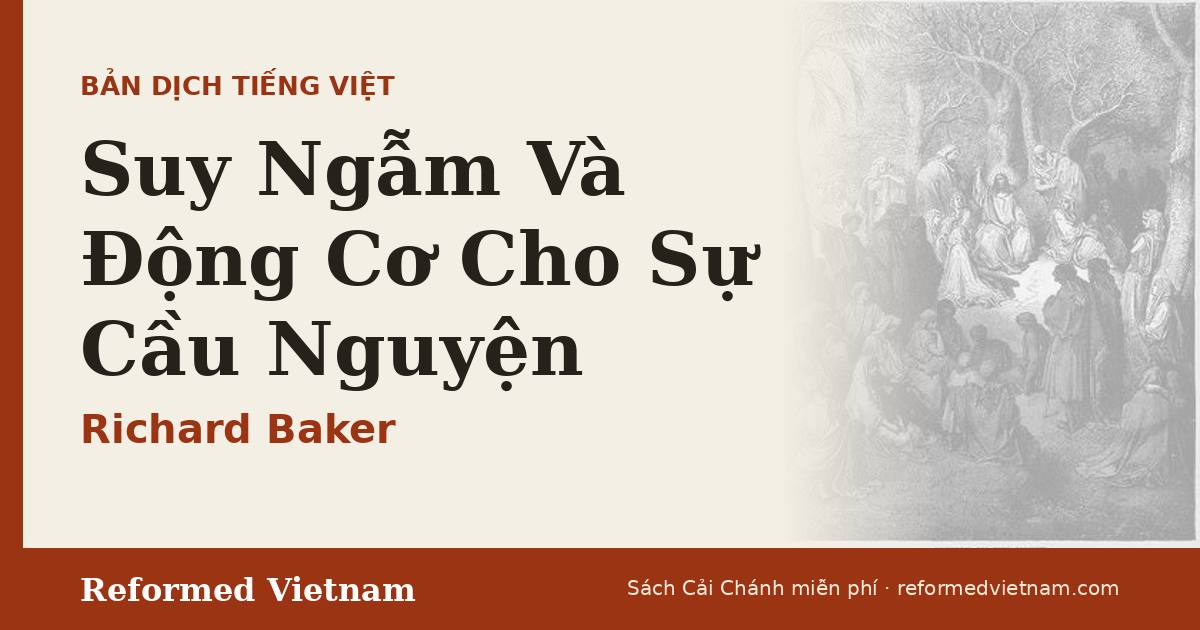 BẢN DỊCH TIẾNG VIỆT
Suy Ngẫm Và
Động Cơ Cho Sự
Cầu Nguyện
Richard Baker
Reformed Vietnam
Sách Cải Chánh miễn phí · reformedvietnam.com